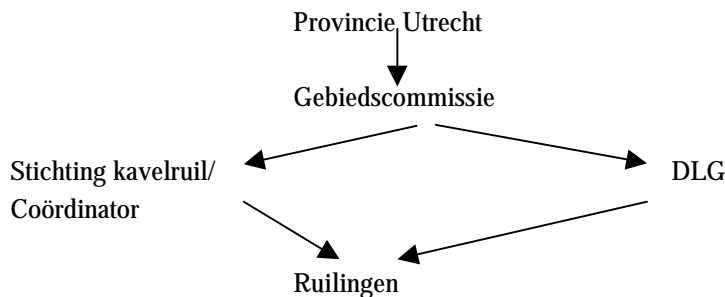 Provincie Utrecht
Gebiedscommissie
Stichting kavelruil/
Coördinator
DLG
Ruilingen